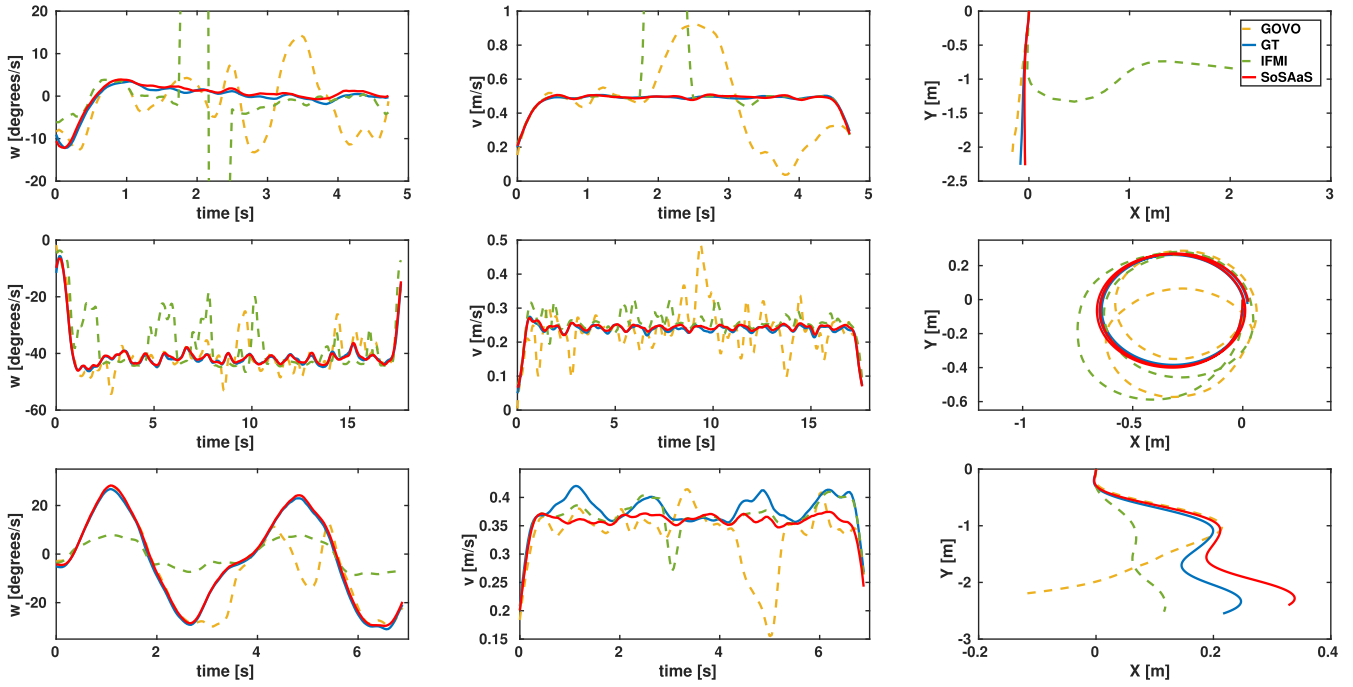 20
10
0
-10
-20
w [degrees/s]
0 1 2 3 4 5
time [s]
1
0.8
0.6
0.4
0.2
0
v [m/s]
0 1 2 3 4 5
time [s]
0
-0.5
-1
-1.5
-2
-2.5
Y [m]
0 1 2 3
X [m]
GOVO
GT
IFMI
SoSAaS
0
-20
-40
-60
w [degrees/s]
0 5 10 15
time [s]
0.5
0.4
0.3
0.2
0.1
0
v [m/s]
0 5 10 15
time [s]
0.2
0
-0.2
-0.4
-0.6
Y [m]
-1 -0.5 0
X [m]
20
0
-20
w [degrees/s]
0 2 4 6
time [s]
0.4
0.35
0.3
0.25
0.2
0.15
v [m/s]
0 2 4 6
time [s]
0
-1
-2
-3
Y [m]
-0.2 0 0.2 0.4
X [m]